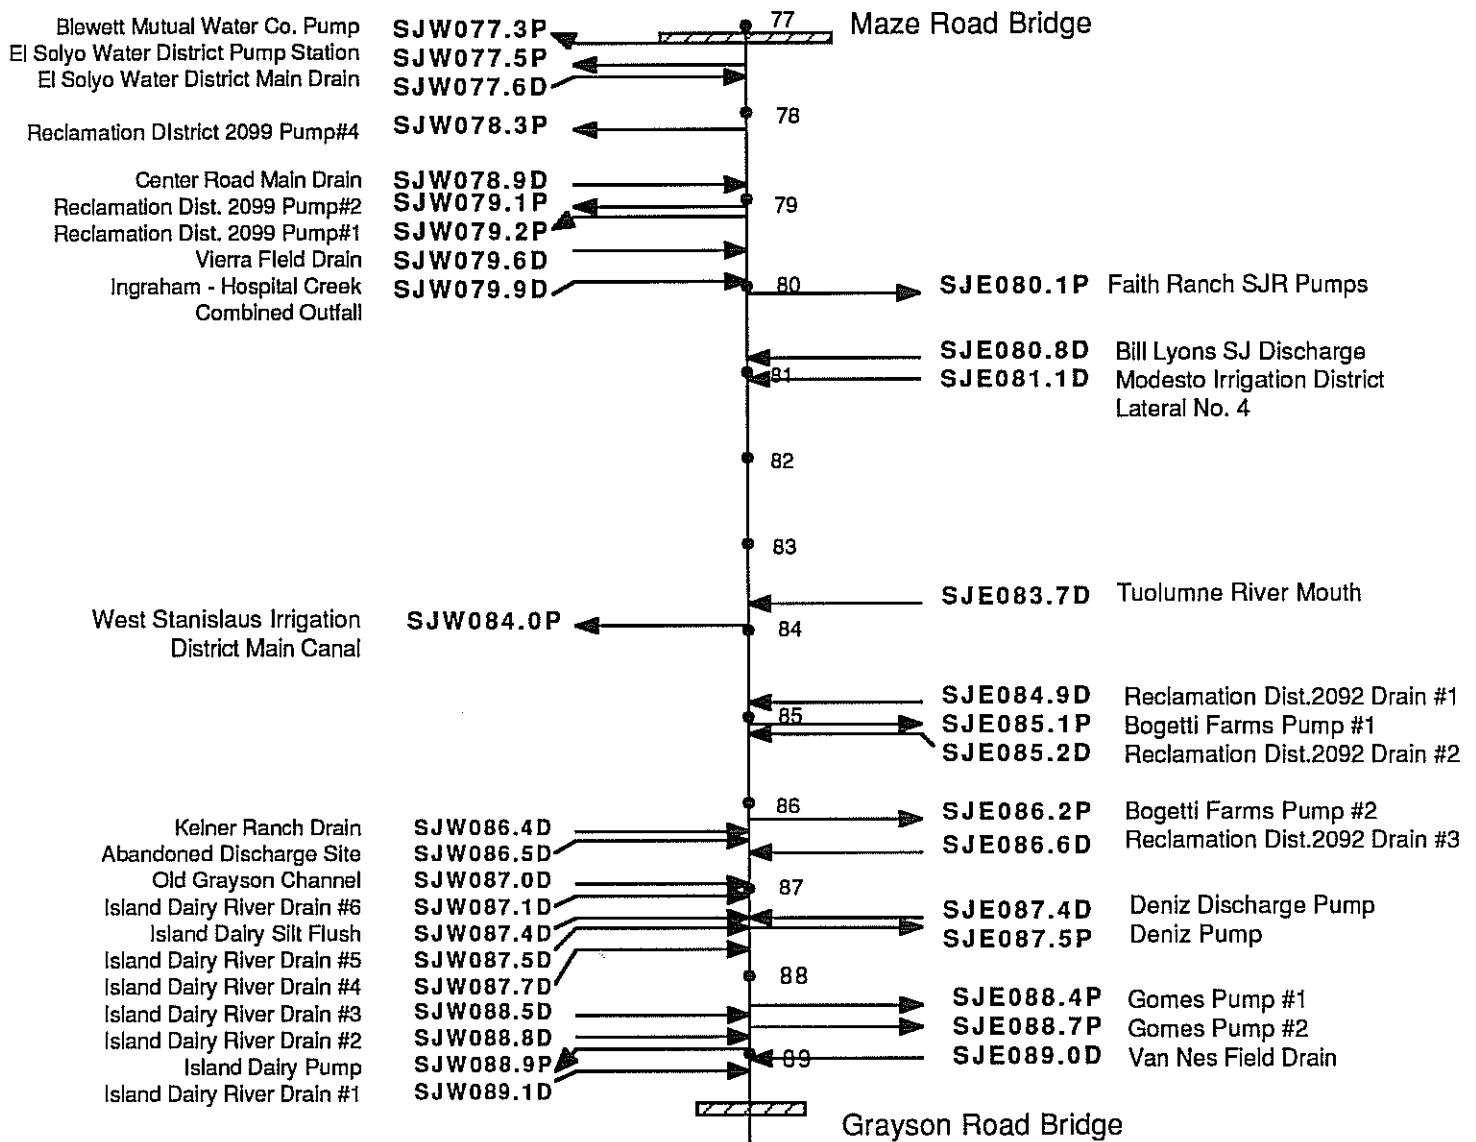 77 Maze Road Bridge
Blewett Mutual Water Co. Pump SJW077.3P
El Solyo Water District Pump Station SJW077.5P
El Solyo Water District Main Drain SJW077.6D
78
Reclamation District 2099 Pump#4 SJW078.3P
Center Road Main Drain SJW078.9D
79
Reclamation Dist. 2099 Pump#2 SJW079.1P
Reclamation Dist. 2099 Pump#1 SJW079.2P
Vierra Field Drain SJW079.6D
Ingraham - Hospital Creek SJW079.9D
Combined Outfall
80
SJE080.1P Faith Ranch SJR Pumps
SJE080.8D Bill Lyons SJ Discharge
81
SJE081.1D Modesto Irrigation District
Lateral No. 4
82
83
SJE083.7D Tuolumne River Mouth
West Stanislaus Irrigation SJW084.0P
District Main Canal
84
SJE084.9D Reclamation Dist.2092 Drain #1
85
SJE085.1P Bogetti Farms Pump #1
SJE085.2D Reclamation Dist.2092 Drain #2
86
SJE086.2P Bogetti Farms Pump #2
Kelner Ranch Drain SJW086.4D
SJE086.6D Reclamation Dist.2092 Drain #3
Abandoned Discharge Site SJW086.5D
Old Grayson Channel SJW087.0D
87
Island Dairy River Drain #6 SJW087.1D
SJE087.4D Deniz Discharge Pump
Island Dairy Silt Flush SJW087.4D
SJE087.5P Deniz Pump
Island Dairy River Drain #5 SJW087.5D
88
Island Dairy River Drain #4 SJW087.7D
SJE088.4P Gomes Pump #1
Island Dairy River Drain #3 SJW088.5D
SJE088.7P Gomes Pump #2
Island Dairy River Drain #2 SJW088.8D
89
SJE089.0D Van Nes Field Drain
Island Dairy Pump SJW088.9P
Island Dairy River Drain #1 SJW089.1D
Grayson Road Bridge